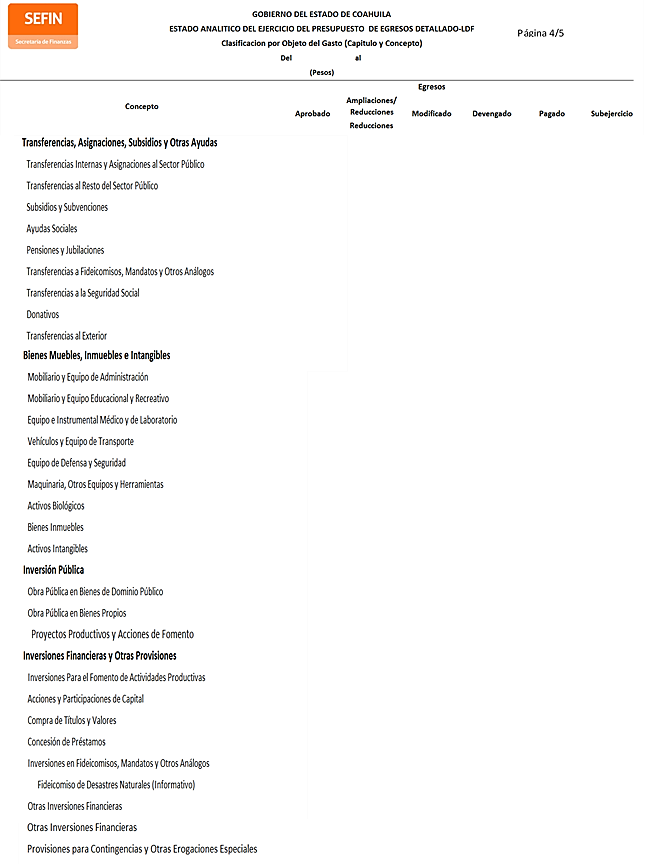 SEFIN
Secretaría de Finanzas
GOBIERNO DEL ESTADO DE COAHUILA
ESTADO ANALITICO DEL EJERCICIO DEL PRESUPUESTO DE EGRESOS DETALLADO-LDF
Página 4/5
Clasificacion por Objeto del Gasto (Capitulo y Concepto)
Del al
(Pesos)
Egresos
Concepto
Aprobado
Ampliaciones/
Reducciones
Reducciones
Modificado
Devengado
Pagado
Subejercicio
Transferencias, Asignaciones, Subsidios y Otras Ayudas
Transferencias Internas y Asignaciones al Sector Público
Transferencias al Resto del Sector Público
Subsidios y Subvenciones
Ayudas Sociales
Pensiones y Jubilaciones
Transferencias a Fideicomisos, Mandatos y Otros Análogos
Transferencias a la Seguridad Social
Donativos
Transferencias al Exterior
Bienes Muebles, Inmuebles e Intangibles
Mobiliario y Equipo de Administración
Mobiliario y Equipo Educacional y Recreativo
Equipo e Instrumental Médico y de Laboratorio
Vehículos y Equipo de Transporte
Equipo de Defensa y Seguridad
Maquinaria, Otros Equipos y Herramientas
Activos Biológicos
Bienes Inmuebles
Activos Intangibles
Inversión Pública
Obra Pública en Bienes de Dominio Público
Obra Pública en Bienes Propios
Proyectos Productivos y Acciones de Fomento
Inversiones Financieras y Otras Provisiones
Inversiones Para el Fomento de Actividades Productivas
Acciones y Participaciones de Capital
Compra de Títulos y Valores
Concesión de Préstamos
Inversiones en Fideicomisos, Mandatos y Otros Análogos
Fideicomiso de Desastres Naturales (Informativo)
Otras Inversiones Financieras
Otras Inversiones Financieras
Provisiones para Contingencias y Otras Erogaciones Especiales